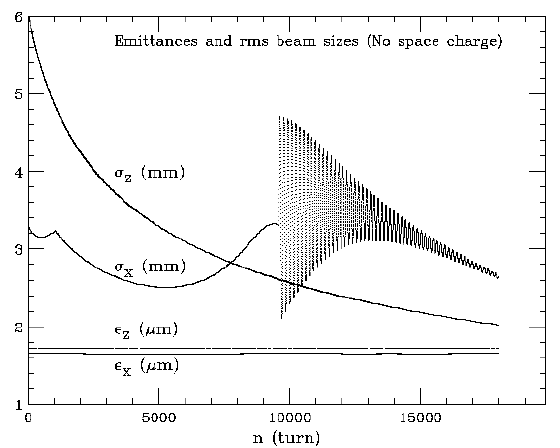 6
Emittances and rms beam sizes (No space charge)
5
4
σz (mm)
3
σx (mm)
2
ϵz (μm)
ϵx (μm)
1
0 5000 10000 15000
n (turn)